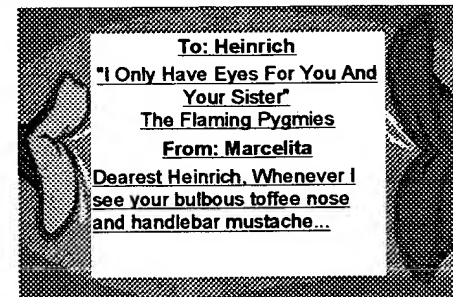 To: Heinrich
"I Only Have Eyes For You And
Your Sister"
The Flaming Pygmies
From: Marcelita
Dearest Heinrich, Whenever I
see your bulbous toffee nose
and handlebar mustache...